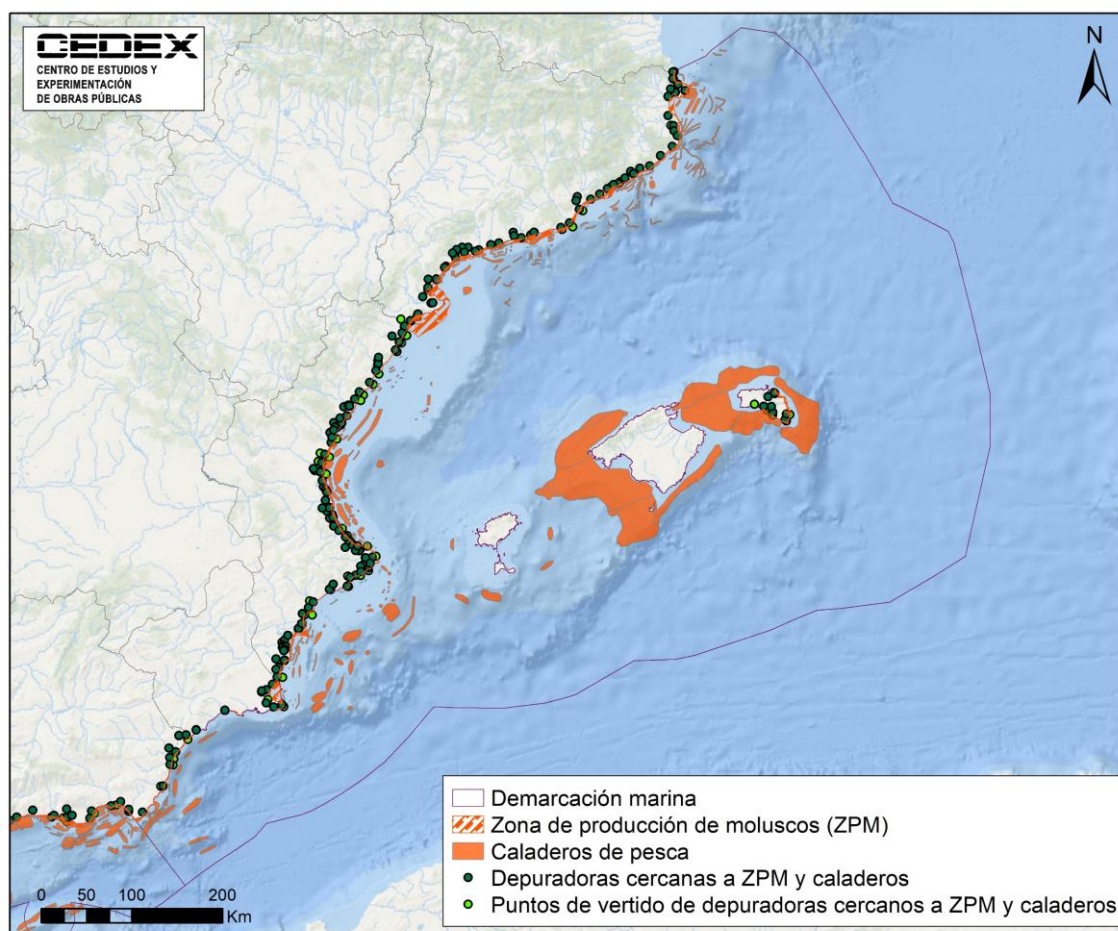 CEDEX
CENTRO DE ESTUDIOS Y
EXPERIMENTACIÓN
DE OBRAS PÚBLICAS
N
Demarcación marina
Zona de producción de moluscos (ZPM)
Caladeros de pesca
Depuradoras cercanas a ZPM y caladeros
Puntos de vertido de depuradoras cercanos a ZPM y caladeros
0 50 100 200
Km